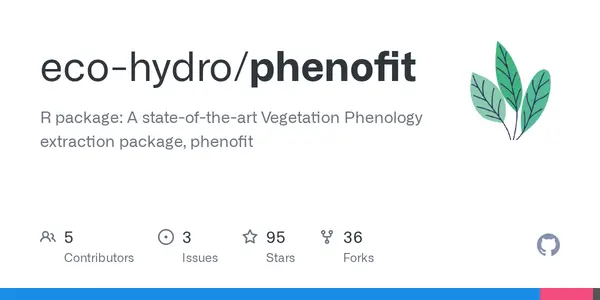 eco-hydro/phenofit
R package: A state-of-the-art Vegetation Phenology
extraction package, phenofit
5 3 95 36
Contributors Issues Stars Forks